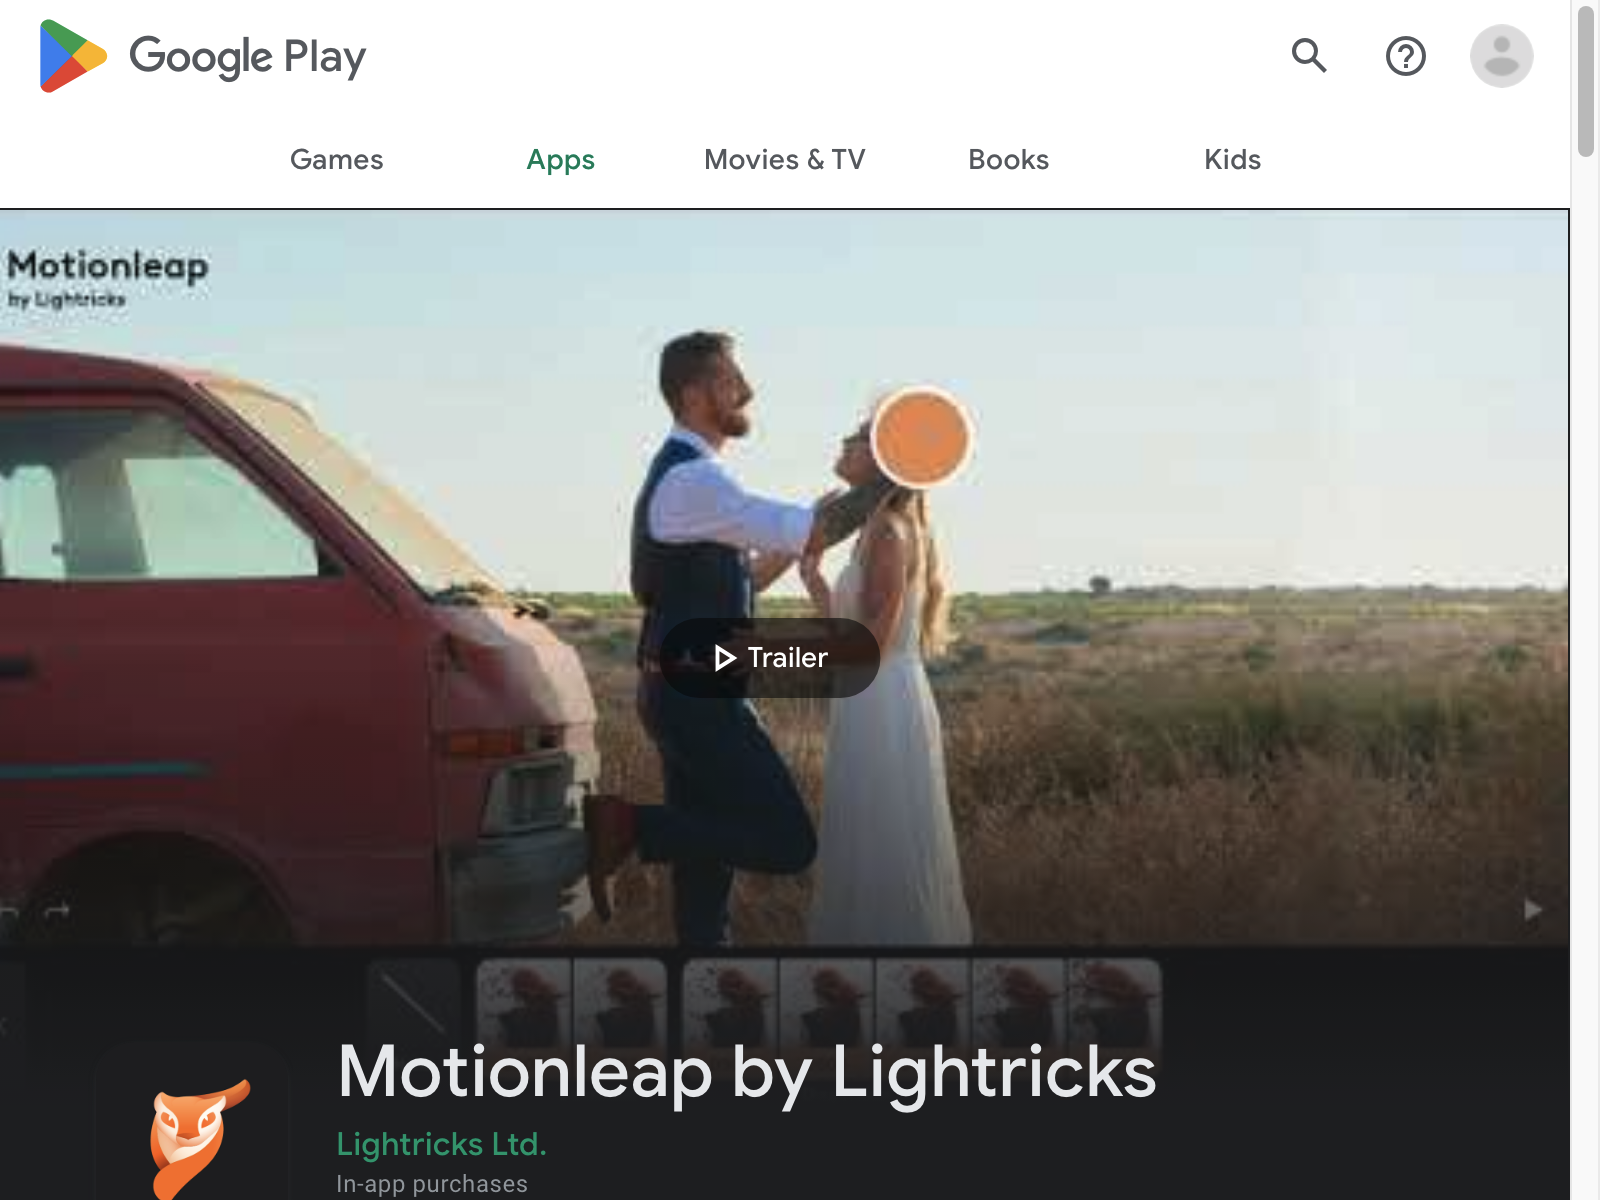 Google Play
Games Apps Movies & TV Books Kids
Motionleap
by Lightricks
Trailer
Motionleap by Lightricks
Lightricks Ltd.
In-app purchases